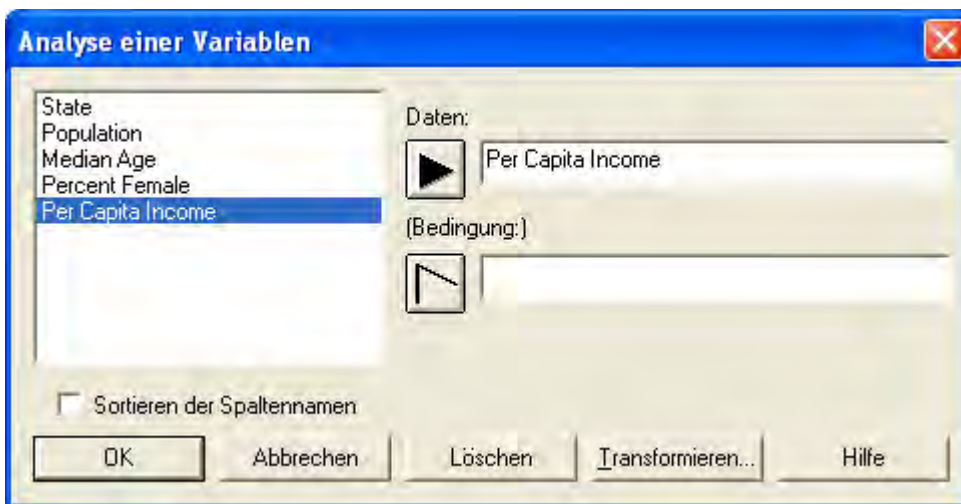 Analyse einer Variablen
State
Population
Median Age
Percent Female
Per Capita Income
Daten:
Per Capita Income
(Bedingung:)
Sortieren der Spaltennamen
OK
Abbrechen
Löschen
Transformieren...
Hilfe